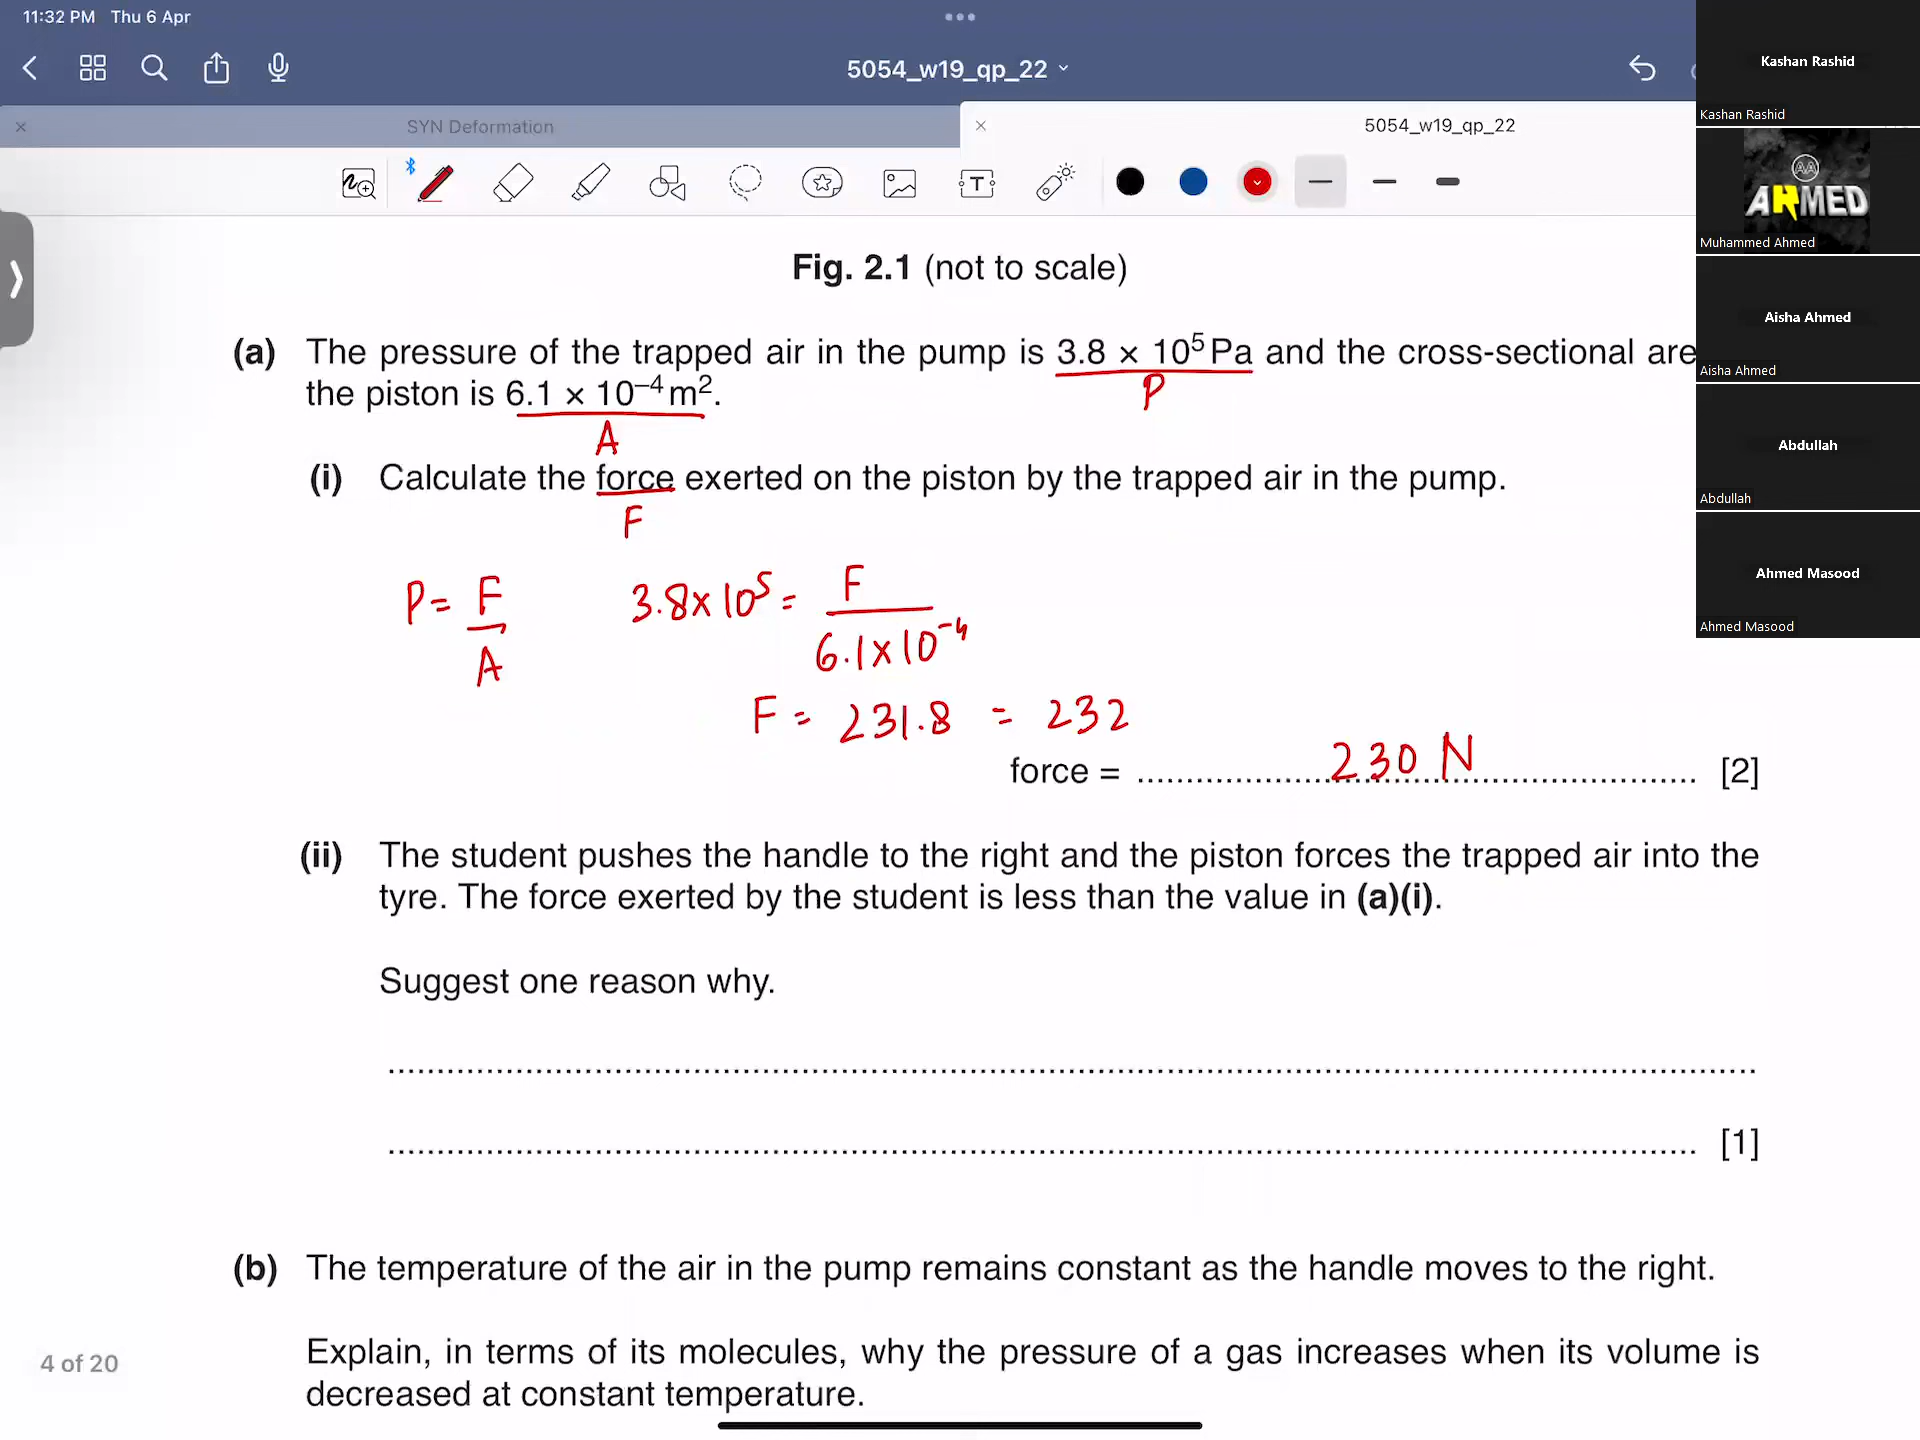 11:32 PM Thu 6 Apr
5054_w19_qp_22
SYN Deformation
5054_w19_qp_22
T
Kashan Rashid
Kashan Rashid
AA
AHMED
Muhammed Ahmed
Aisha Ahmed
Aisha Ahmed
Abdullah
Abdullah
Ahmed Masood
Ahmed Masood
Fig. 2.1 (not to scale)
(a) The pressure of the trapped air in the pump is 3.8 × 10⁵ Pa and the cross-sectional are
P
the piston is 6.1 × 10⁻⁴ m².
A
(i) Calculate the force exerted on the piston by the trapped air in the pump.
F
P = F/A 3.8×10⁵ = F/6.1×10⁻⁴
F = 231.8 = 232
force = ........ 230 N ........ [2]
(ii) The student pushes the handle to the right and the piston forces the trapped air into the
tyre. The force exerted by the student is less than the value in (a)(i).
Suggest one reason why.
[1]
(b) The temperature of the air in the pump remains constant as the handle moves to the right.
Explain, in terms of its molecules, why the pressure of a gas increases when its volume is
decreased at constant temperature.
4 of 20